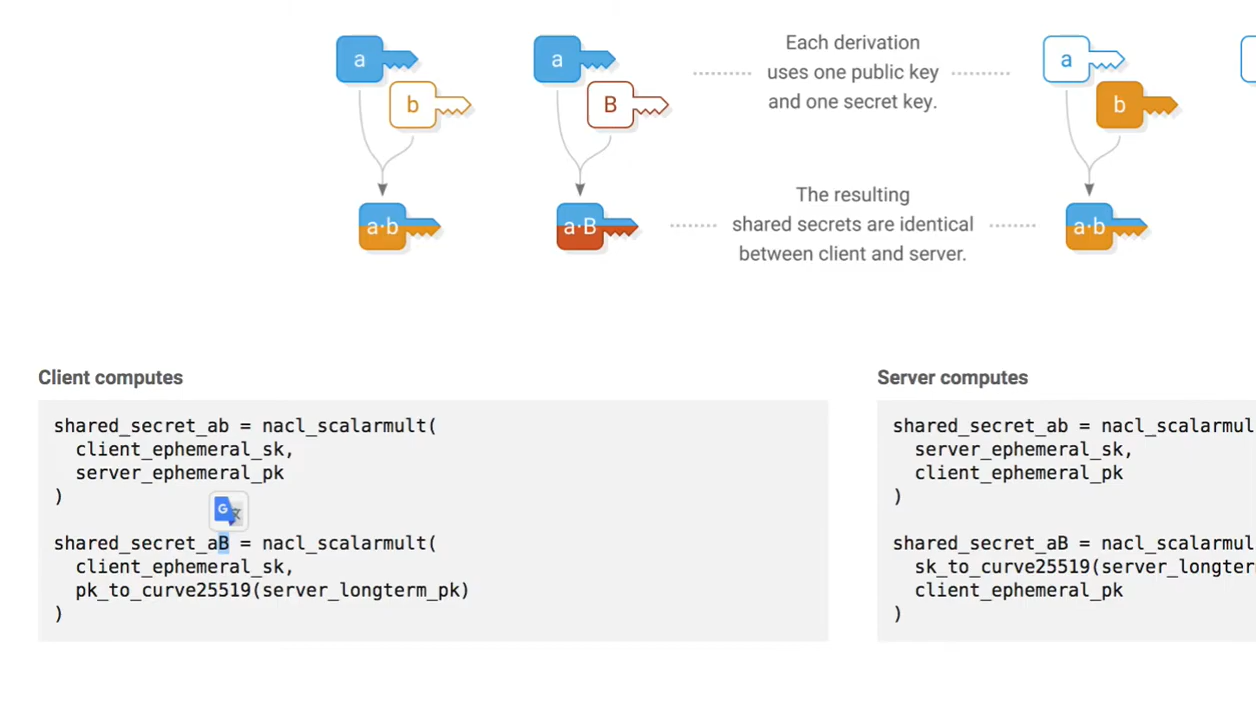 a
b
a·b
a
B
a·B
Each derivation
uses one public key
and one secret key.
The resulting
shared secrets are identical
between client and server.
a
b
a·b
Client computes
shared_secret_ab = nacl_scalarmult(
  client_ephemeral_sk,
  server_ephemeral_pk
)
G
shared_secret_aB = nacl_scalarmult(
  client_ephemeral_sk,
  pk_to_curve25519(server_longterm_pk)
)
Server computes
shared_secret_ab = nacl_scalarmul
  server_ephemeral_sk,
  client_ephemeral_pk
)
shared_secret_aB = nacl_scalarmul
  sk_to_curve25519(server_longter
  client_ephemeral_pk
)